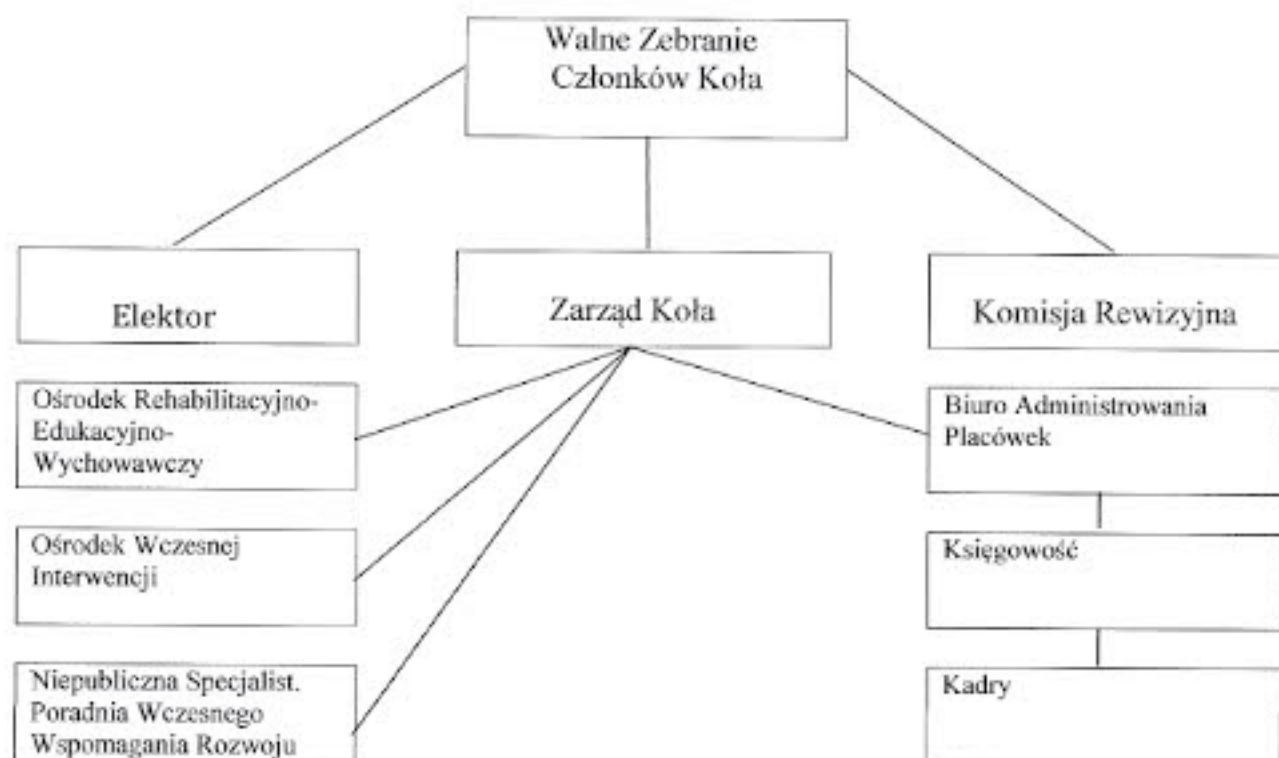 Walne Zebranie
Członków Koła
Elektor
Zarząd Koła
Komisja Rewizyjna
Ośrodek Rehabilitacyjno-
Edukacyjno-
Wychowawczy
Biuro Administrowania
Placówek
Ośrodek Wczesnej
Interwencji
Księgowość
Niepubliczna Specjalist.
Poradnia Wczesnego
Wspomagania Rozwoju
Kadry